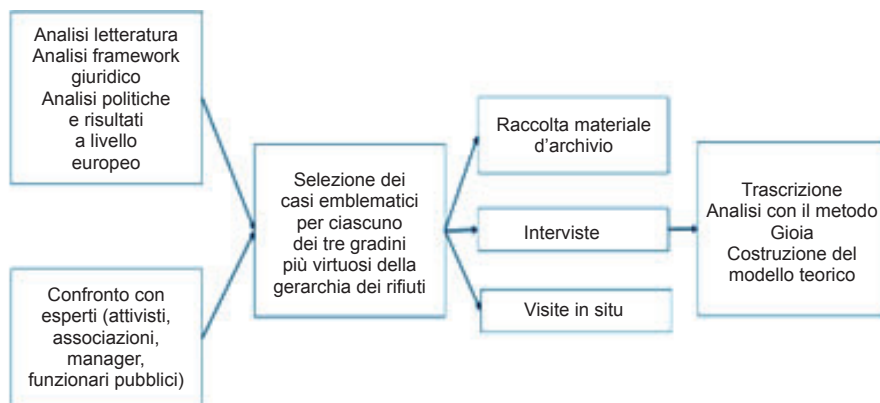 Analisi letteratura
Analisi framework
giuridico
Analisi politiche
e risultati
a livello
europeo
Confronto con
esperti (attivisti,
associazioni,
manager,
funzionari pubblici)
Selezione dei
casi emblematici
per ciascuno
dei tre gradini
più virtuosi della
gerarchia dei rifiuti
Raccolta materiale
d'archivio
Interviste
Visite in situ
Trascrizione
Analisi con il metodo
Gioia
Costruzione del
modello teorico